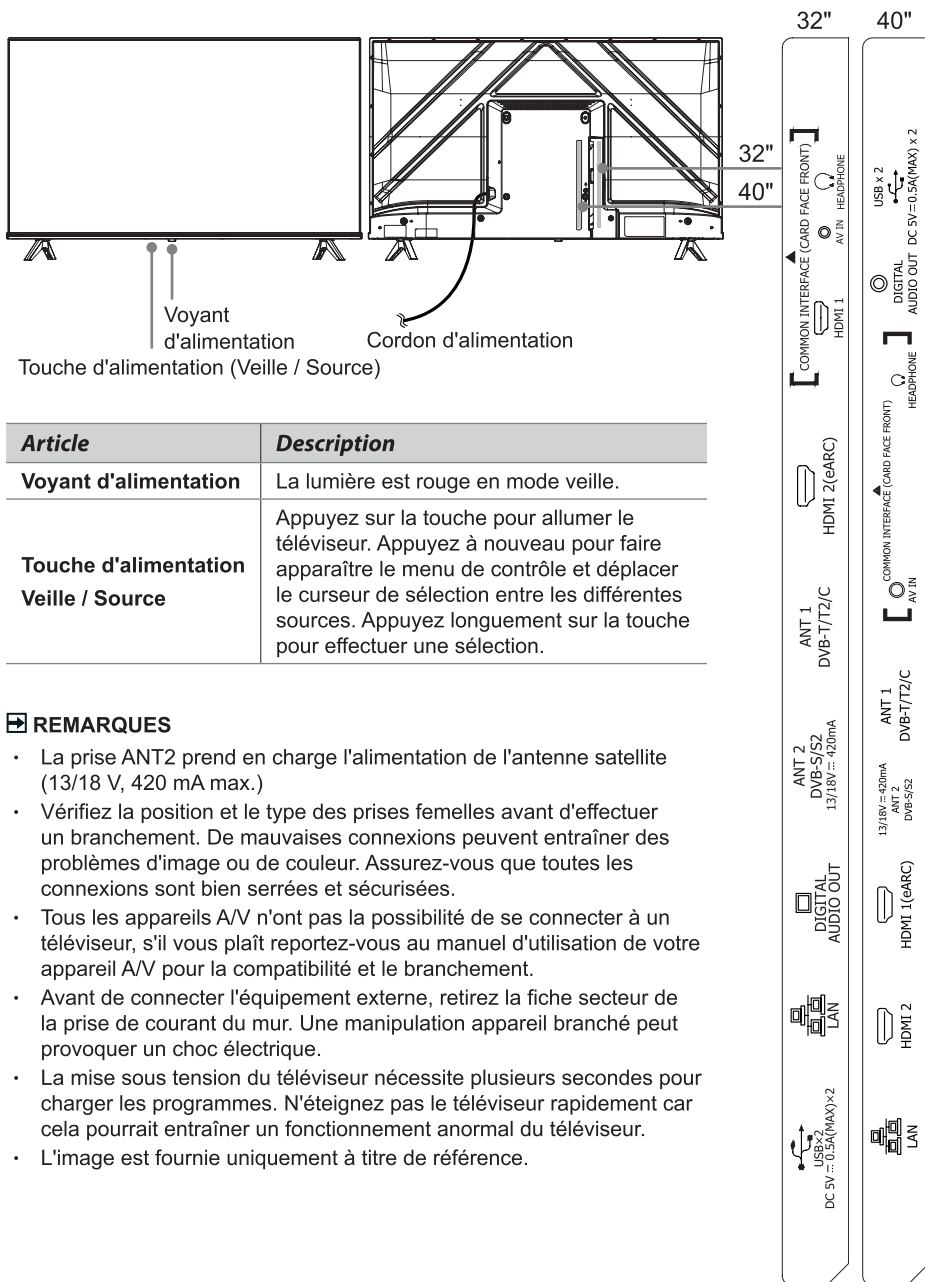 32"
40"
32"
40"
Voyant
d'alimentation
Cordon d'alimentation
Touche d'alimentation (Veille / Source)
Article
Description
Voyant d'alimentation
La lumière est rouge en mode veille.
Touche d'alimentation
Veille / Source
Appuyez sur la touche pour allumer le
téléviseur. Appuyez à nouveau pour faire
apparaître le menu de contrôle et déplacer
le curseur de sélection entre les différentes
sources. Appuyez longuement sur la touche
pour effectuer une sélection.
REMARQUES
· La prise ANT2 prend en charge l'alimentation de l'antenne satellite
(13/18 V, 420 mA max.)
· Vérifiez la position et le type des prises femelles avant d'effectuer
un branchement. De mauvaises connexions peuvent entraîner des
problèmes d'image ou de couleur. Assurez-vous que toutes les
connexions sont bien serrées et sécurisées.
· Tous les appareils A/V n'ont pas la possibilité de se connecter à un
téléviseur, s'il vous plaît reportez-vous au manuel d'utilisation de votre
appareil A/V pour la compatibilité et le branchement.
· Avant de connecter l'équipement externe, retirez la fiche secteur de
la prise de courant du mur. Une manipulation appareil branché peut
provoquer un choc électrique.
· La mise sous tension du téléviseur nécessite plusieurs secondes pour
charger les programmes. N'éteignez pas le téléviseur rapidement car
cela pourrait entraîner un fonctionnement anormal du téléviseur.
· L'image est fournie uniquement à titre de référence.
COMMON INTERFACE (CARD FACE FRONT)
HEADPHONE
AV IN
HDMI 1
HDMI 2(eARC)
ANT 1
DVB-T/T2/C
ANT 2
DVB-S/S2
13/18V⎓ 420mA
DIGITAL
AUDIO OUT
LAN
USB×2
DC 5V ⎓ 0.5A(MAX)×2
USB x 2
DC 5V⎓0.5A(MAX) x 2
DIGITAL
AUDIO OUT
HEADPHONE
COMMON INTERFACE (CARD FACE FRONT)
AV IN
ANT 1
DVB-T/T2/C
13/18V⎓ 420mA
ANT 2
DVB-S/S2
HDMI 1(eARC)
HDMI 2
LAN